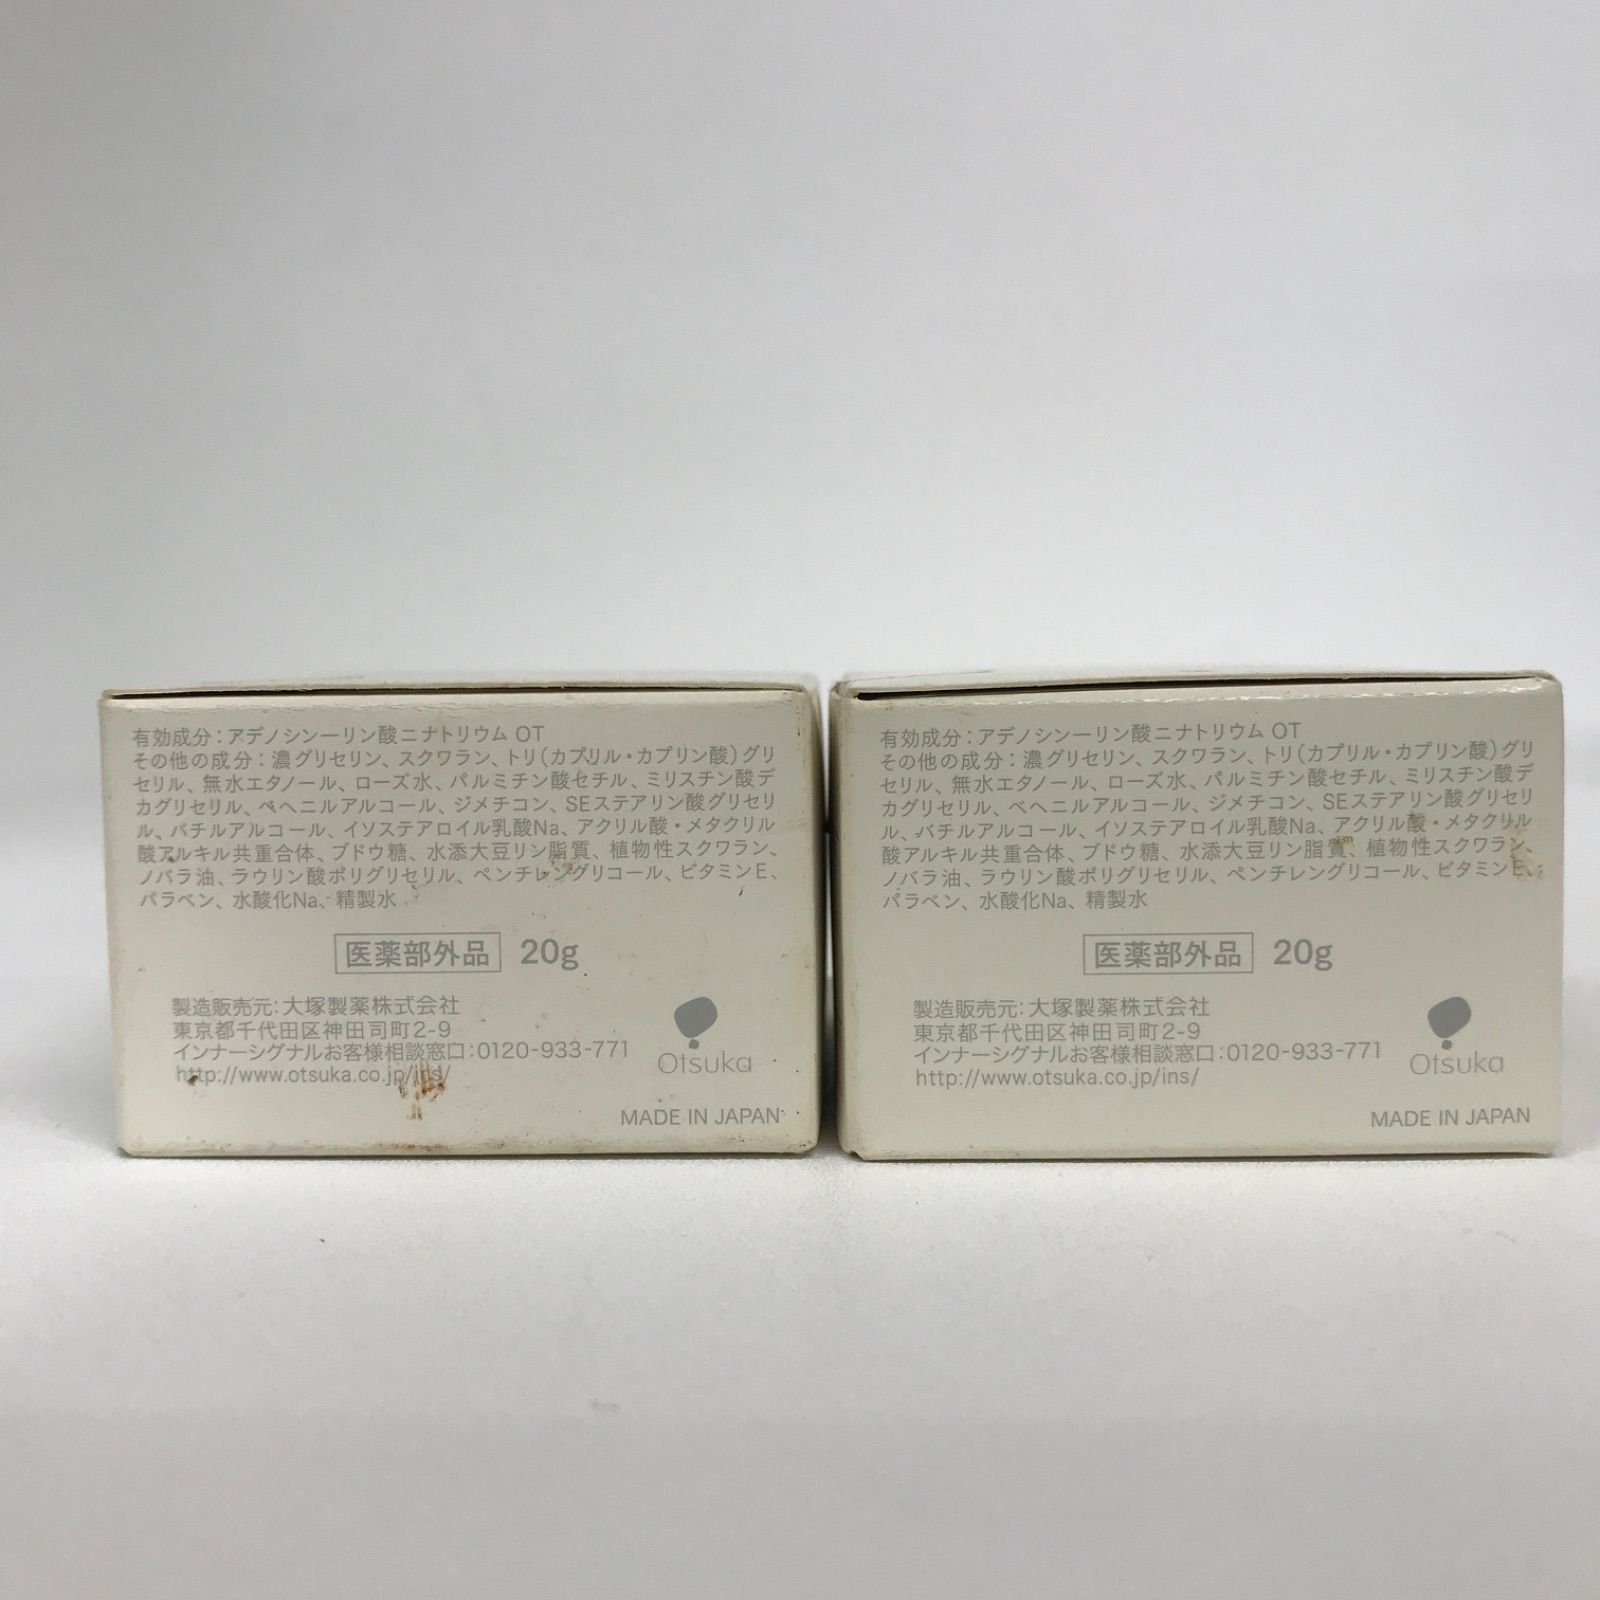 有効成分：アデノシン一リン酸二ナトリウム OT
その他の成分：濃グリセリン、スクワラン、トリ（カプリル・カプリン酸）グリ
セリル、無水エタノール、ローズ水、パルミチン酸セチル、ミリスチン酸デ
カグリセリル、ベヘニルアルコール、ジメチコン、SEステアリン酸グリセリ
ル、バチルアルコール、イソステアロイル乳酸Na、アクリル酸・メタクリル
酸アルキル共重合体、ブドウ糖、水添大豆リン脂質、植物性スクワラン、
ノバラ油、ラウリン酸ポリグリセリル、ペンチレングリコール、ビタミンE、
パラベン、水酸化Na、精製水
医薬部外品 20g
製造販売元：大塚製薬株式会社
東京都千代田区神田司町2-9
インナーシグナルお客様相談窓口：0120-933-771
http://www.otsuka.co.jp/ins/
Otsuka
MADE IN JAPAN
有効成分：アデノシン一リン酸二ナトリウム OT
その他の成分：濃グリセリン、スクワラン、トリ（カプリル・カプリン酸）グリ
セリル、無水エタノール、ローズ水、パルミチン酸セチル、ミリスチン酸デ
カグリセリル、ベヘニルアルコール、ジメチコン、SEステアリン酸グリセリ
ル、バチルアルコール、イソステアロイル乳酸Na、アクリル酸・メタクリル
酸アルキル共重合体、ブドウ糖、水添大豆リン脂質、植物性スクワラン、
ノバラ油、ラウリン酸ポリグリセリル、ペンチレングリコール、ビタミンE、
パラベン、水酸化Na、精製水
医薬部外品 20g
製造販売元：大塚製薬株式会社
東京都千代田区神田司町2-9
インナーシグナルお客様相談窓口：0120-933-771
http://www.otsuka.co.jp/ins/
Otsuka
MADE IN JAPAN